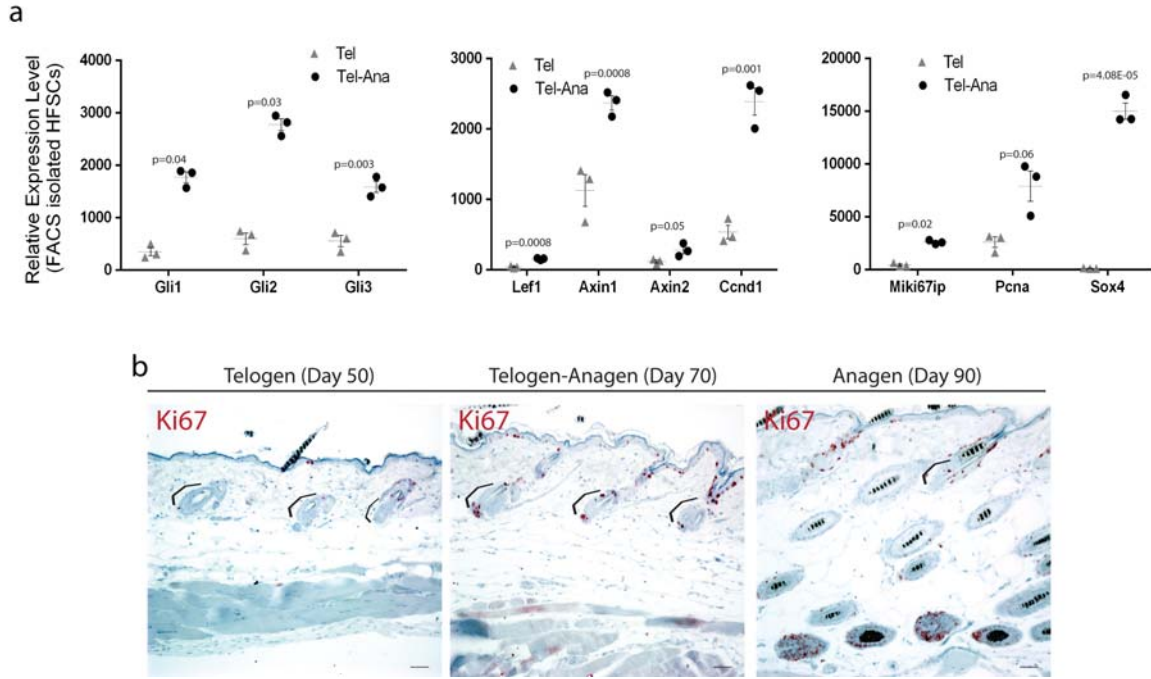 a
Relative Expression Level
(FACS isolated HFSCs)
4000
3000
2000
1000
0
Tel
Tel-Ana
p=0.04
p=0.03
p=0.003
Gli1
Gli2
Gli3
3000
2000
1000
0
Tel
Tel-Ana
p=0.0008
p=0.0008
p=0.05
p=0.001
Lef1
Axin1
Axin2
Ccnd1
20000
15000
10000
5000
0
p=0.02
p=0.06
p=4.08E-05
Miki67ip
Pcna
Sox4
b
Telogen (Day 50)
Telogen-Anagen (Day 70)
Anagen (Day 90)
Ki67
Ki67
Ki67